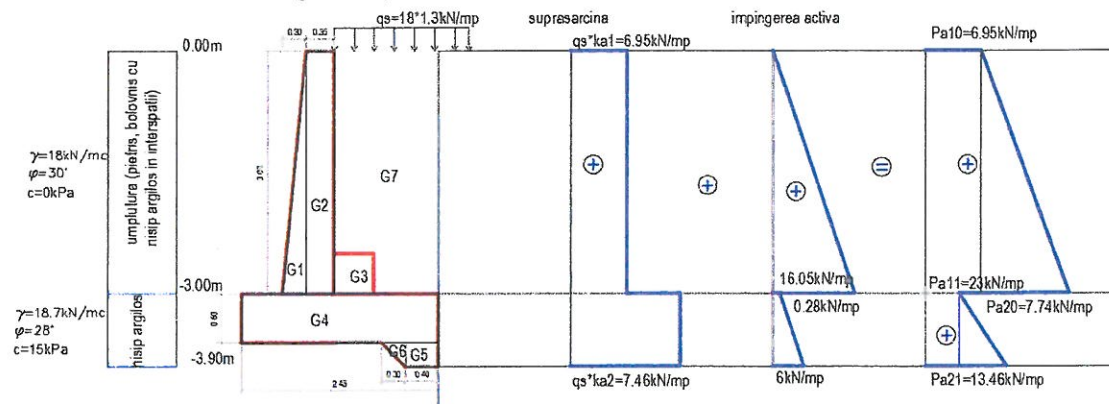 qs=18*1,3kN/mp
suprasarcina
impingerea activa
0.30
0.35
0.00m
qs*ka1=6.95kN/mp
Pa10=6.95kN/mp
umplutura (pietris, bolovnis cu
nisip argilos in interspatii)
γ=18kN/mc
φ=30°
c=0kPa
G7
G2
G1
G3
-3.00m
16.05kN/mp
Pa11=23kN/mp
0.28kN/mp
Pa20=7.74kN/mp
γ=18.7kN/mc
φ=28°
c=15kPa
nisip argilos
0.60
G4
G6
G5
-3.90m
0.30
0.40
2.45
qs*ka2=7.46kN/mp
6kN/mp
Pa21=13.46kN/mp